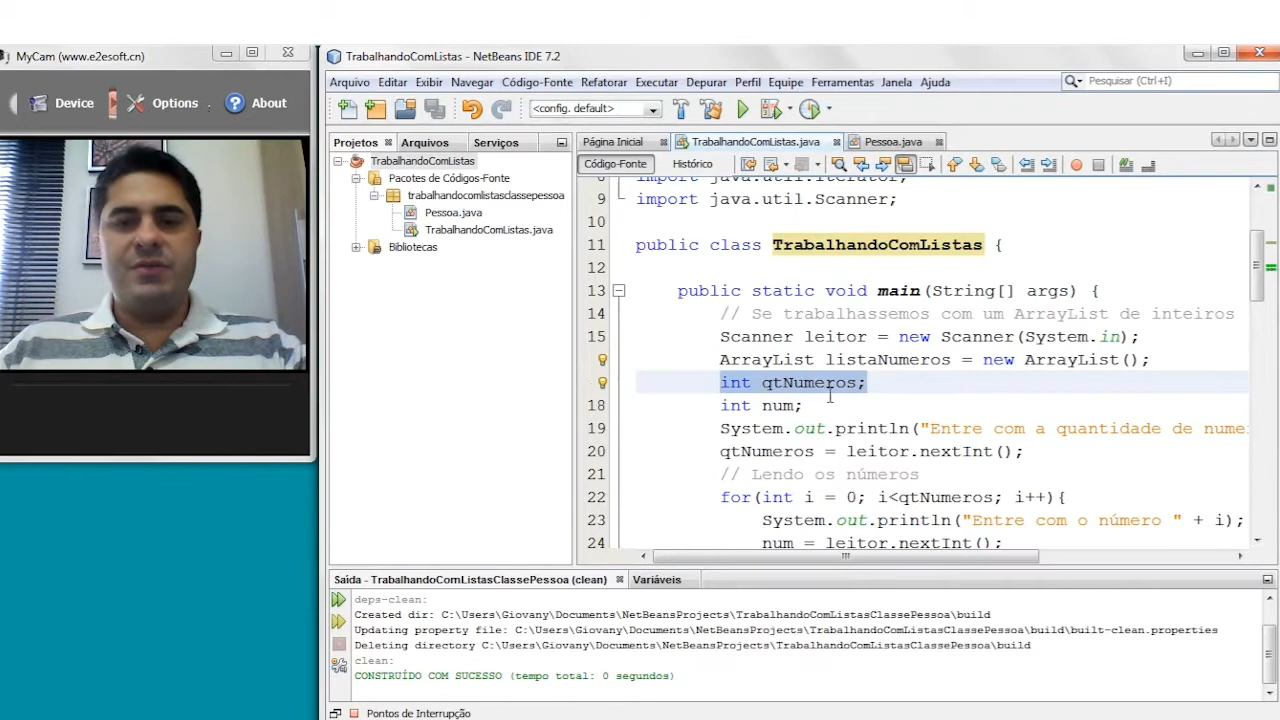 MyCam (www.e2esoft.cn)
Device
Options
About
TrabalhandoComListas - NetBeans IDE 7.2
Arquivo Editar Exibir Navegar Código-Fonte Refatorar Executar Depurar Perfil Equipe Ferramentas Janela Ajuda
Pesquisar (Ctrl+I)
<config. default>
Projetos Arquivos Serviços
Página Inicial TrabalhandoComListas.java Pessoa.java
Código-Fonte Histórico
TrabalhandoComListas
Pacotes de Códigos-Fonte
trabalhandocomlistasclassepessoa
Pessoa.java
TrabalhandoComListas.java
Bibliotecas
8 import java.util.Iterator;
9 import java.util.Scanner;
10
11 public class TrabalhandoComListas {
12
13 public static void main(String[] args) {
14 // Se trabalhassemos com um ArrayList de inteiros
15 Scanner leitor = new Scanner(System.in);
ArrayList listaNumeros = new ArrayList();
int qtNumeros;
18 int num;
19 System.out.println("Entre com a quantidade de nume
20 qtNumeros = leitor.nextInt();
21 // Lendo os números
22 for(int i = 0; i<qtNumeros; i++){
23 System.out.println("Entre com o número " + i);
24 num = leitor.nextInt();
Saída - TrabalhandoComListasClassePessoa (clean) Variáveis
deps-clean:
Created dir: C:\Users\Giovany\Documents\NetBeansProjects\TrabalhandoComListasClassePessoa\build
Updating property file: C:\Users\Giovany\Documents\NetBeansProjects\TrabalhandoComListasClassePessoa\build\built-clean.properties
Deleting directory C:\Users\Giovany\Documents\NetBeansProjects\TrabalhandoComListasClassePessoa\build
clean:
CONSTRUÍDO COM SUCESSO (tempo total: 0 segundos)
Pontos de Interrupção